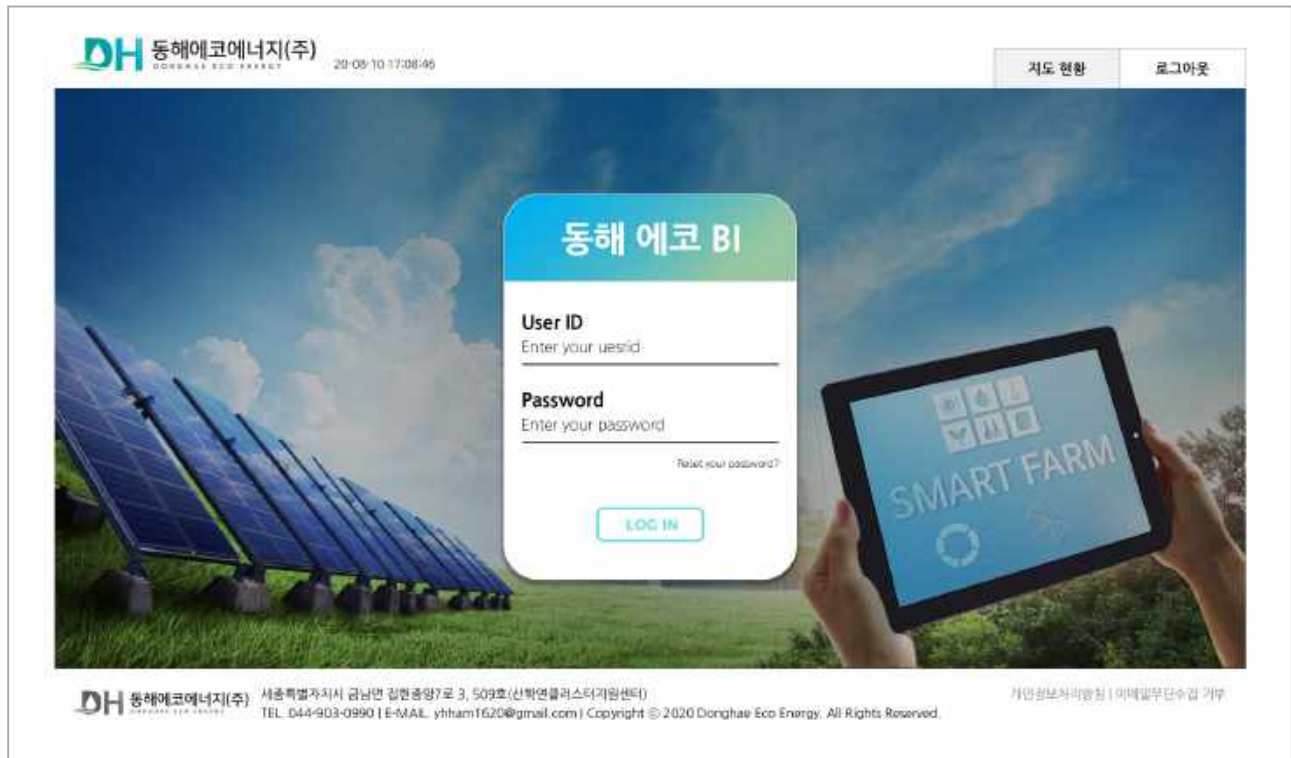 DH 동해에코에너지(주)
DONGHAE ECO ENERGY
20-08-10 17:08:46
지도 현황
로그아웃
동해 에코 BI
User ID
Enter your uesrid
Password
Enter your password
Reset your password?
LOG IN
SMART FARM
DH 동해에코에너지(주)
DONGHAE ECO ENERGY
세종특별자치시 금남면 집현중앙7로 3, 509호(산학연클러스터지원센터)
TEL. 044-903-0990 | E-MAIL. yhham1620@gmail.com | Copyright ⓒ 2020 Donghae Eco Energy. All Rights Reserved.
개인정보처리방침 | 이메일무단수집 거부